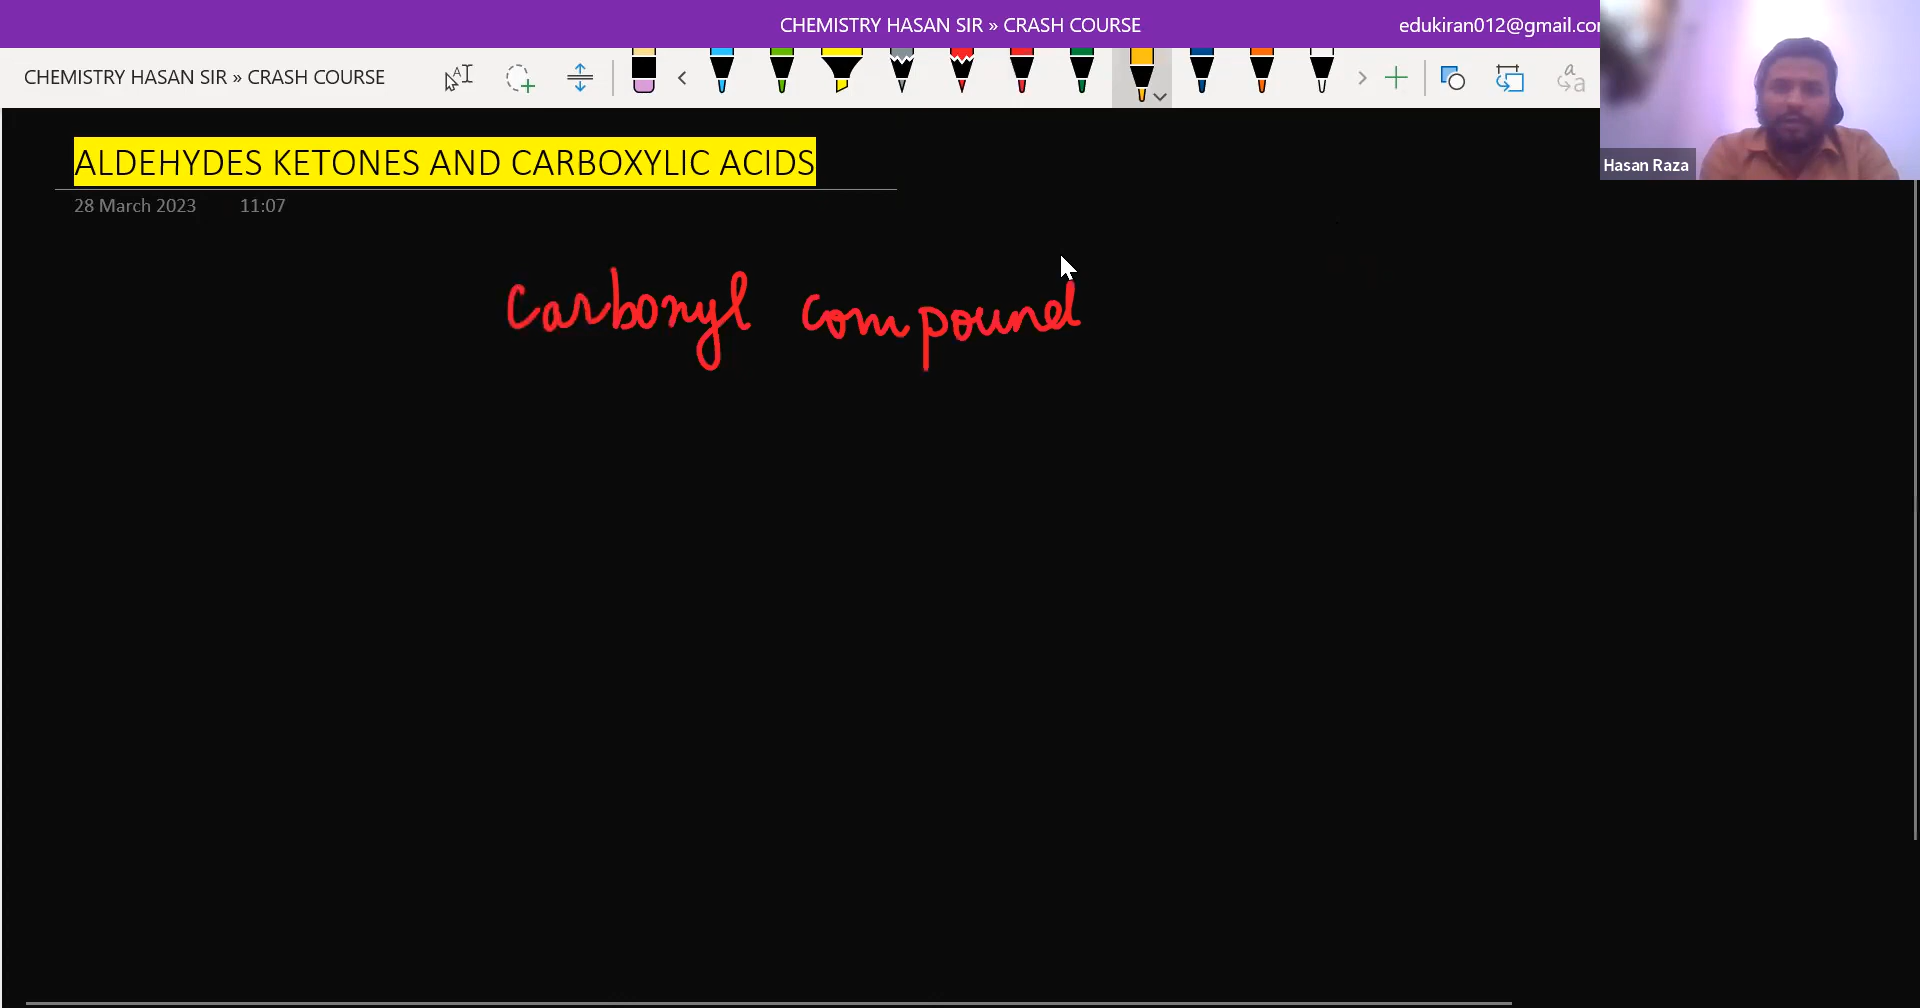 CHEMISTRY HASAN SIR » CRASH COURSE
edukiran012@gmail.co
CHEMISTRY HASAN SIR » CRASH COURSE
Hasan Raza
ALDEHYDES KETONES AND CARBOXYLIC ACIDS
28 March 2023 11:07
Carbonyl compound